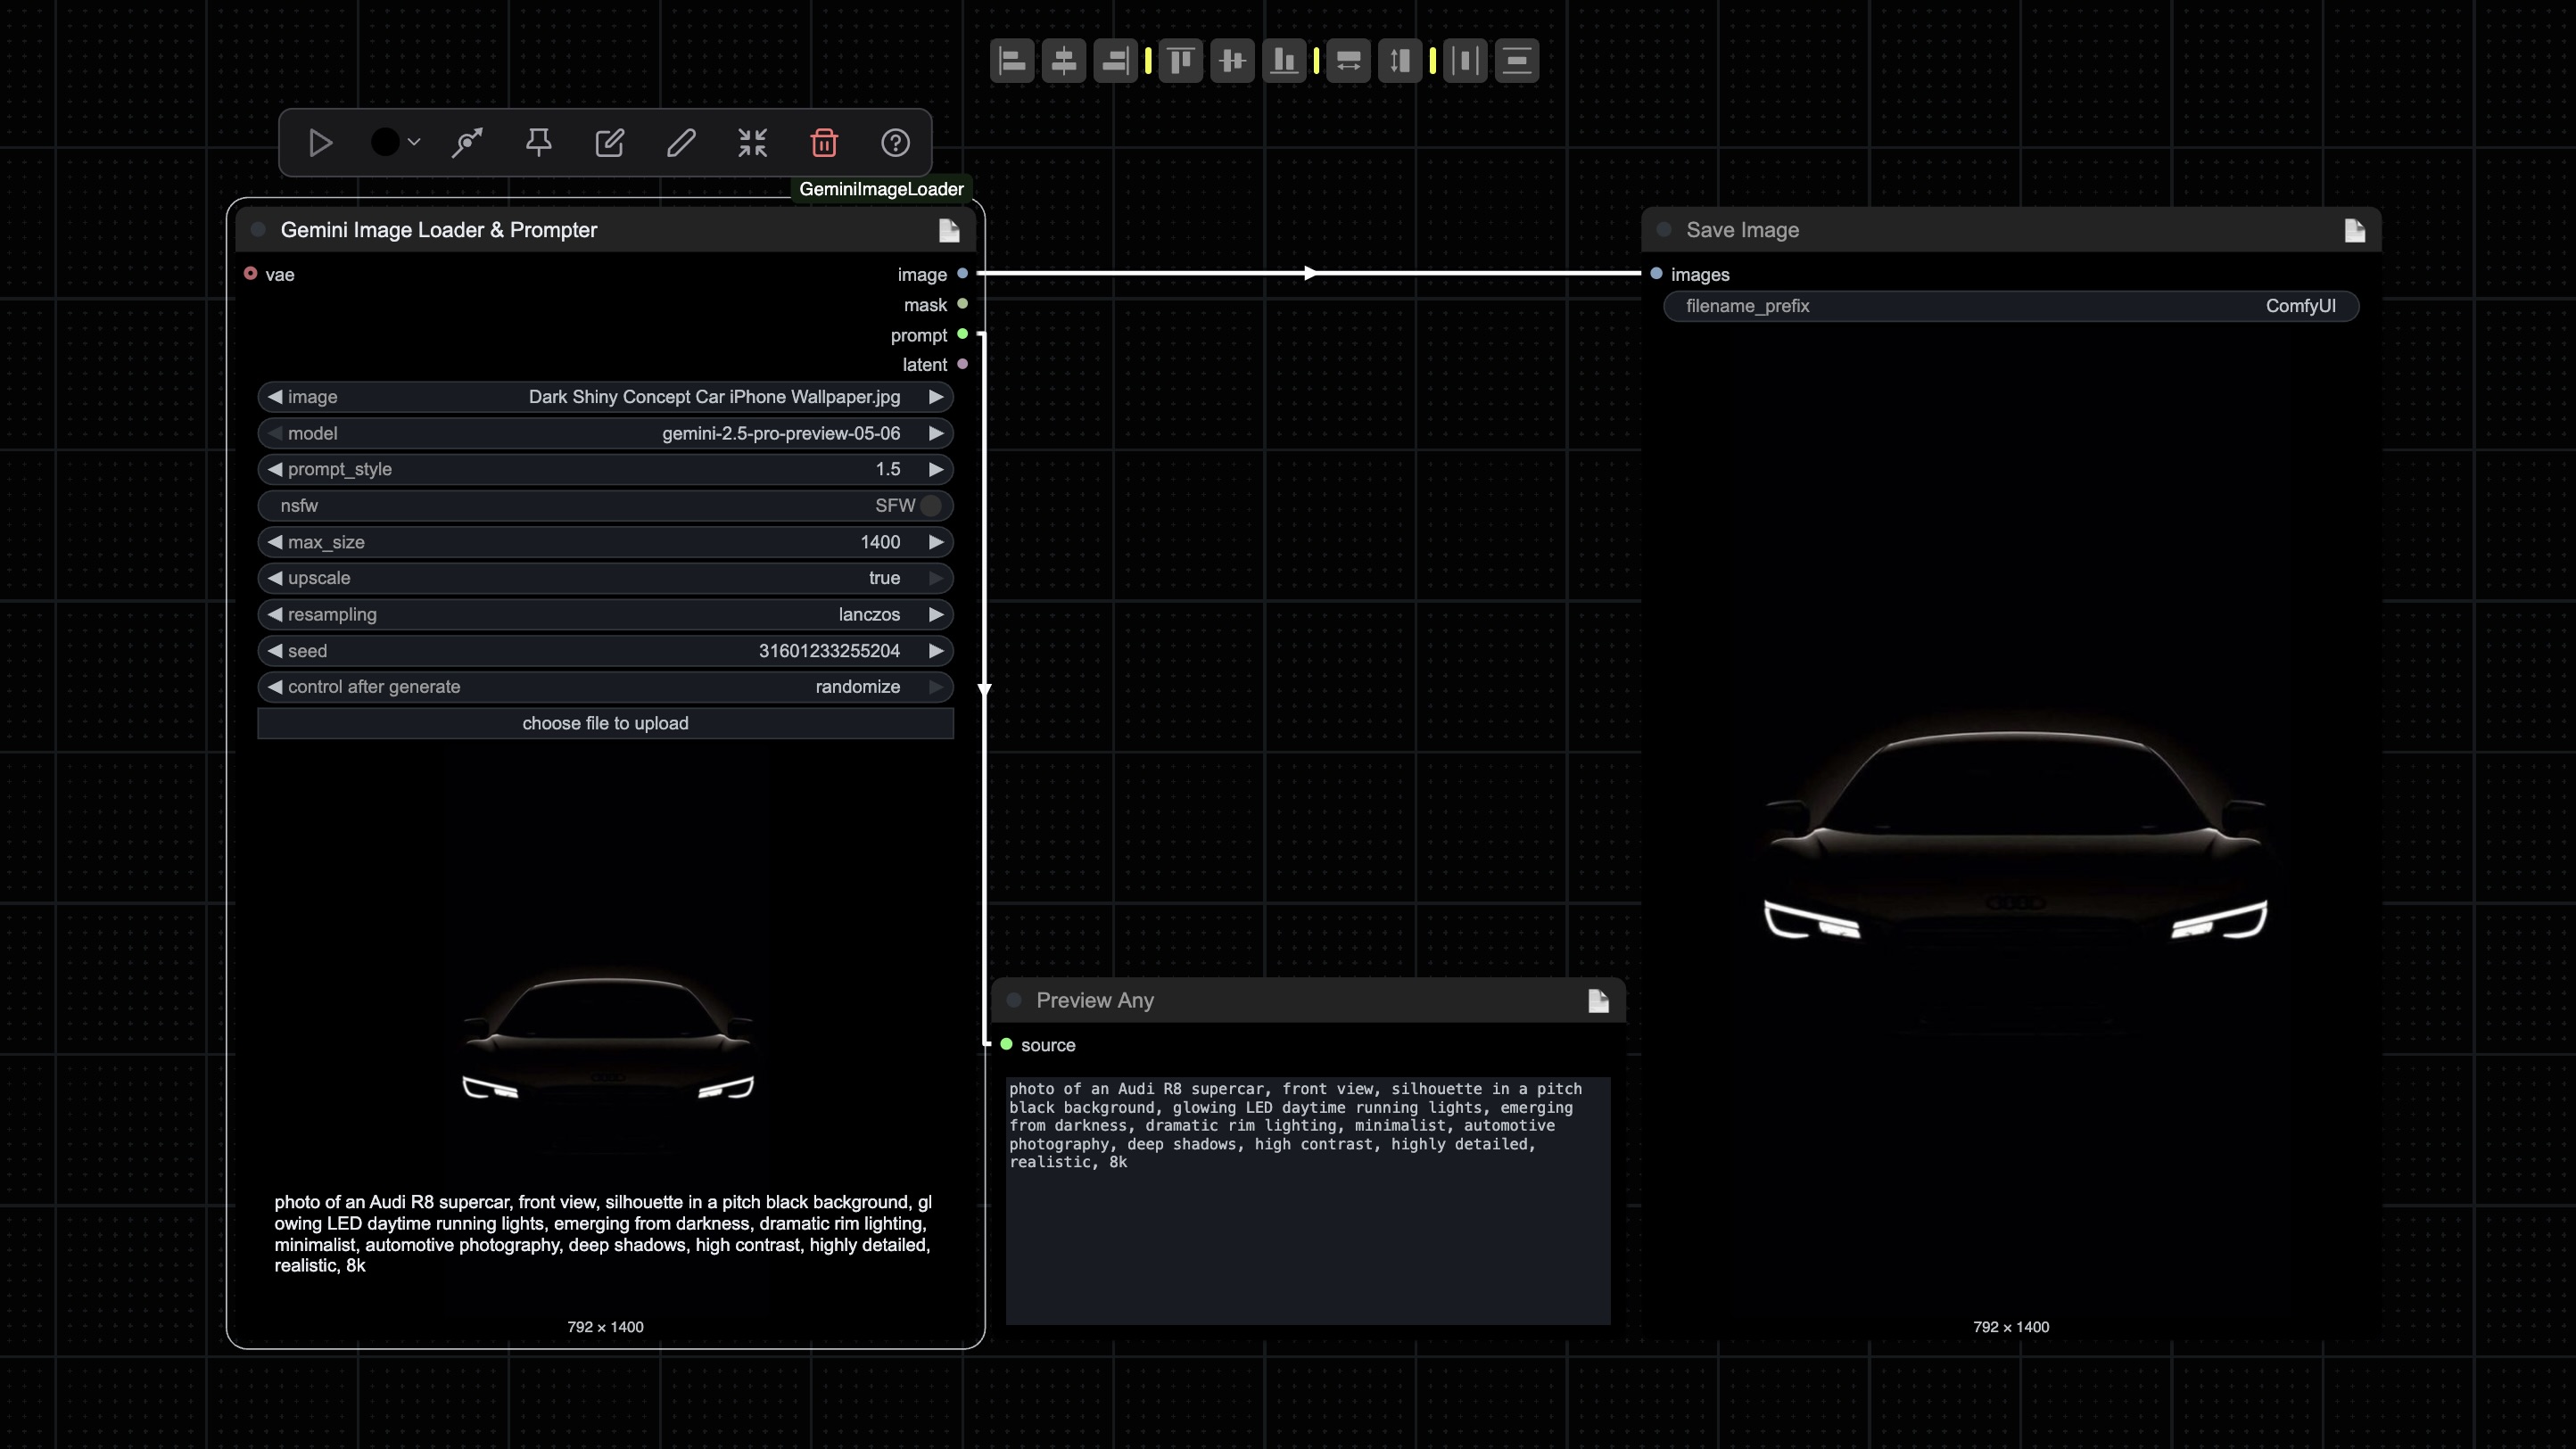 GeminiImageLoader
Gemini Image Loader & Prompter
vae
image
mask
prompt
latent
image Dark Shiny Concept Car iPhone Wallpaper.jpg
model gemini-2.5-pro-preview-05-06
prompt_style 1.5
nsfw SFW
max_size 1400
upscale true
resampling lanczos
seed 31601233255204
control after generate randomize
choose file to upload
photo of an Audi R8 supercar, front view, silhouette in a pitch black background, gl
owing LED daytime running lights, emerging from darkness, dramatic rim lighting,
minimalist, automotive photography, deep shadows, high contrast, highly detailed,
realistic, 8k
792 × 1400
Preview Any
source
photo of an Audi R8 supercar, front view, silhouette in a pitch
black background, glowing LED daytime running lights, emerging
from darkness, dramatic rim lighting, minimalist, automotive
photography, deep shadows, high contrast, highly detailed,
realistic, 8k
Save Image
images
filename_prefix ComfyUI
792 × 1400